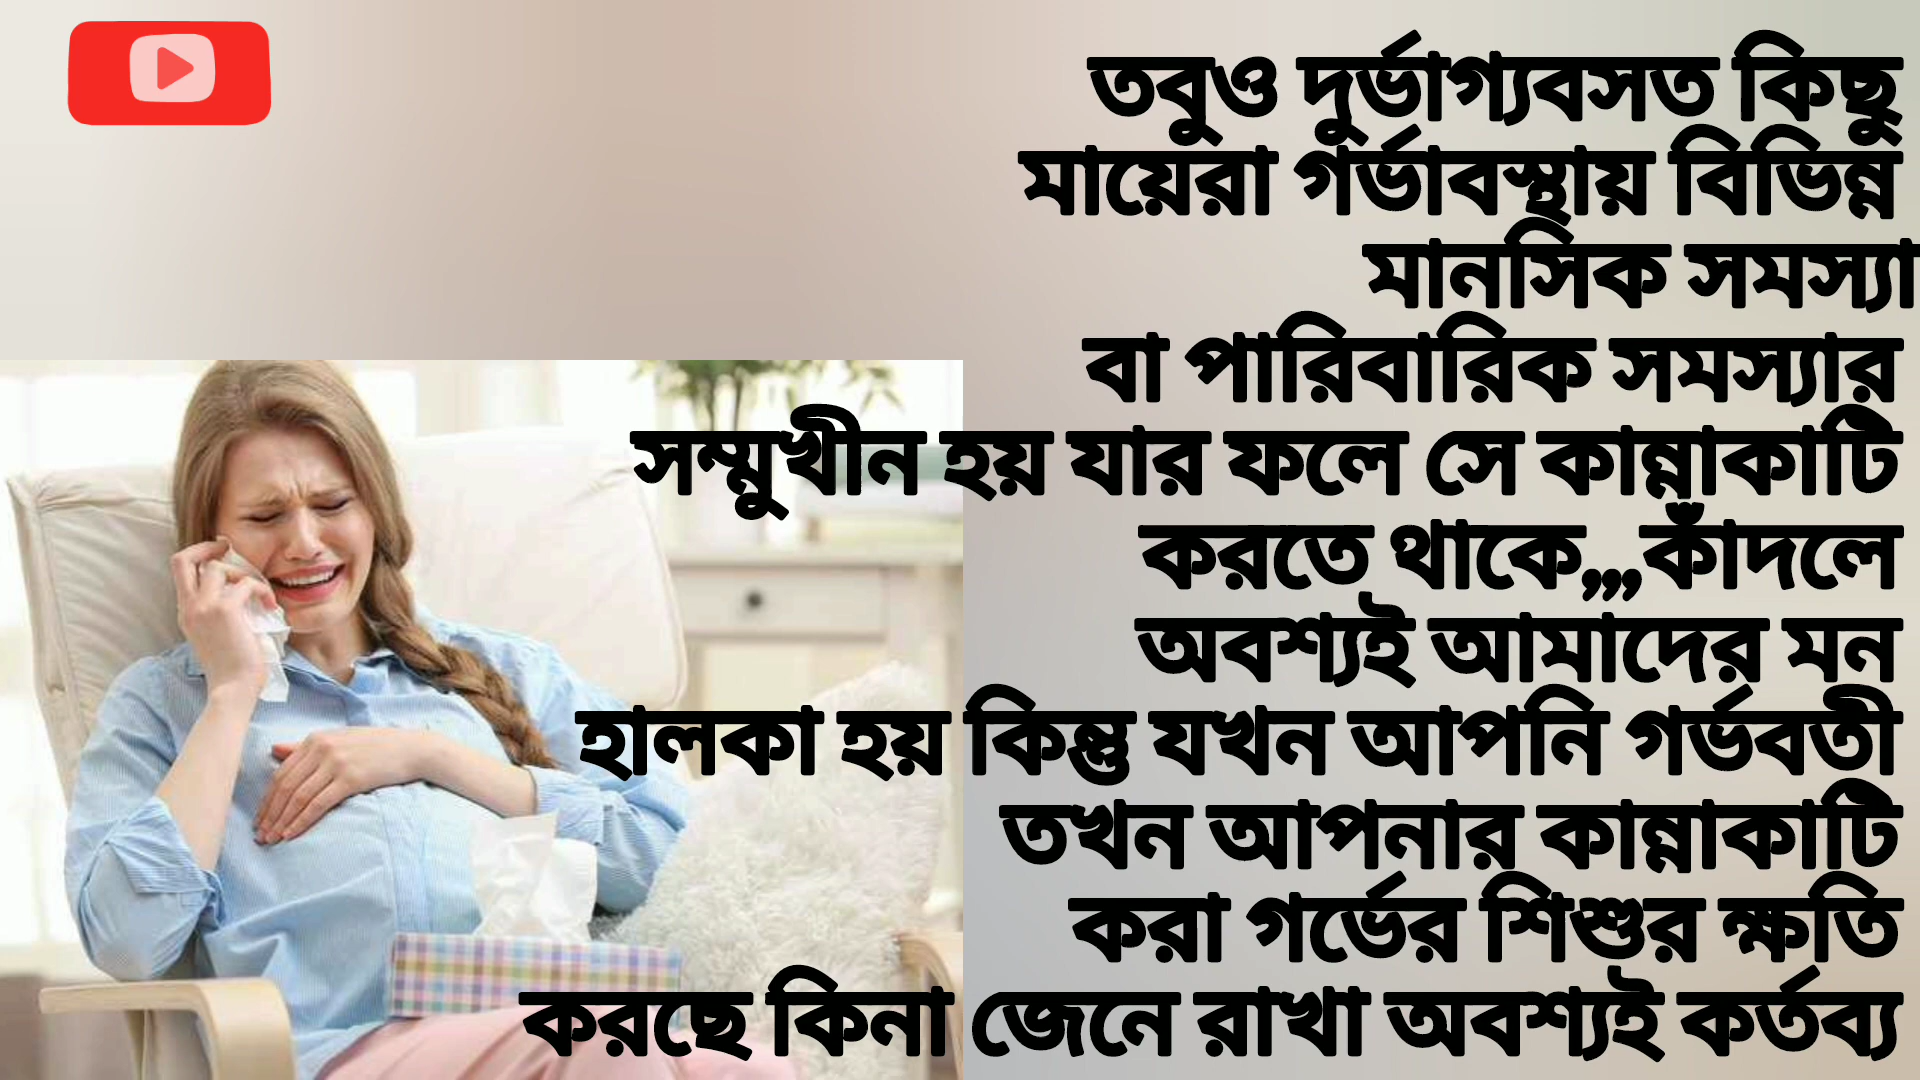 তবুও দুর্ভাগ্যবসত কিছু
মায়েরা গর্ভাবস্থায় বিভিন্ন
মানসিক সমস্যা
বা পারিবারিক সমস্যার
সম্মুখীন হয় যার ফলে সে কান্নাকাটি
করতে থাকে,,,কাঁদলে
অবশ্যই আমাদের মন
হালকা হয় কিন্তু যখন আপনি গর্ভবতী
তখন আপনার কান্নাকাটি
করা গর্ভের শিশুর ক্ষতি
করছে কিনা জেনে রাখা অবশ্যই কর্তব্য